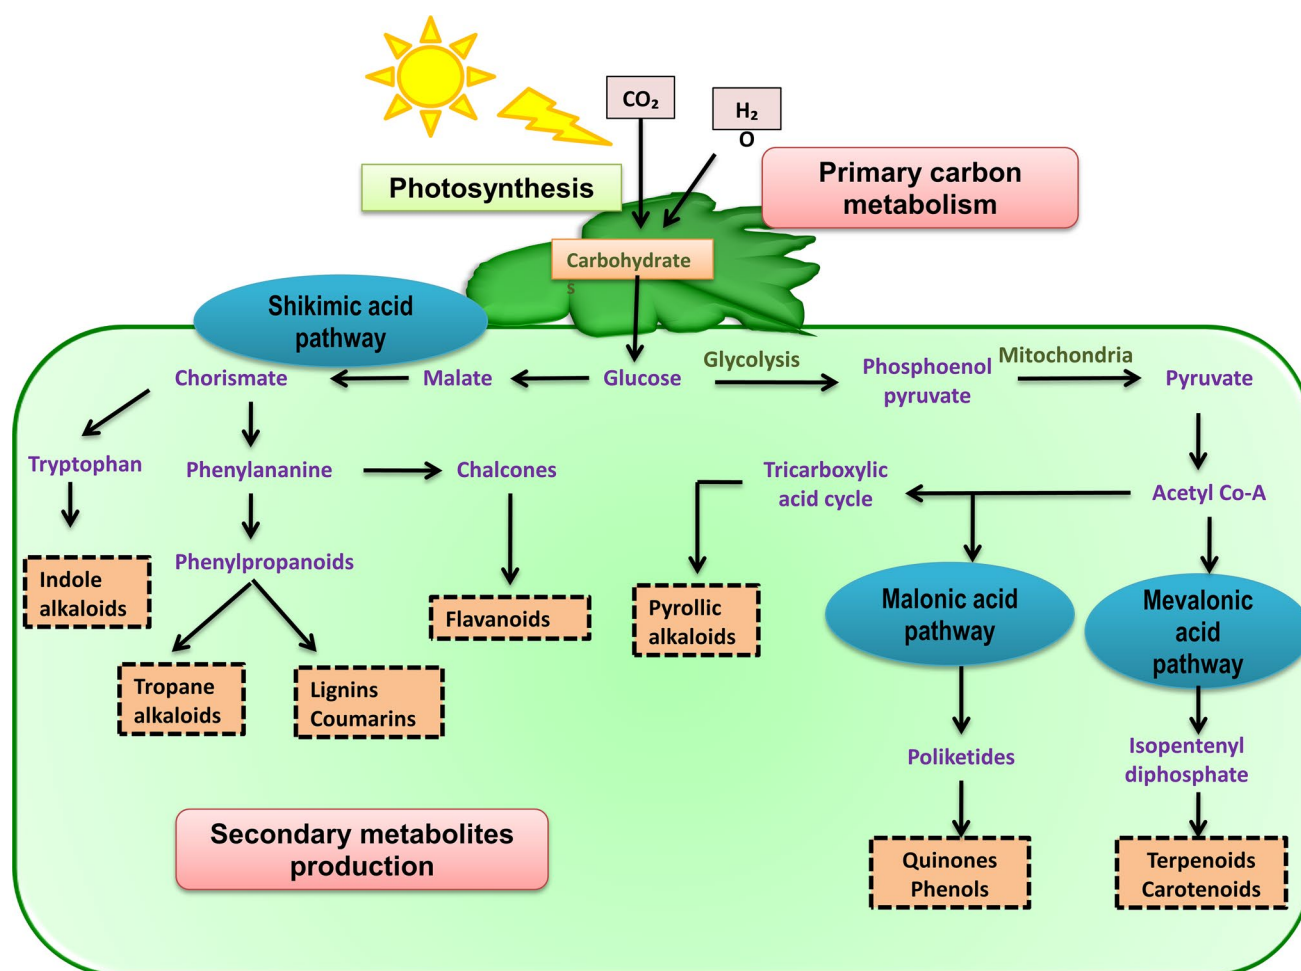 CO₂
H₂
O
Photosynthesis
Primary carbon
metabolism
Carbohydrate
s
Shikimic acid
pathway
Chorismate
Malate
Glucose
Glycolysis
Phosphoenol
pyruvate
Mitochondria
Pyruvate
Tryptophan
Phenylananine
Chalcones
Tricarboxylic
acid cycle
Acetyl Co-A
Phenylpropanoids
Indole
alkaloids
Flavanoids
Pyrollic
alkaloids
Malonic acid
pathway
Mevalonic
acid
pathway
Tropane
alkaloids
Lignins
Coumarins
Poliketides
Isopentenyl
diphosphate
Secondary metabolites
production
Quinones
Phenols
Terpenoids
Carotenoids